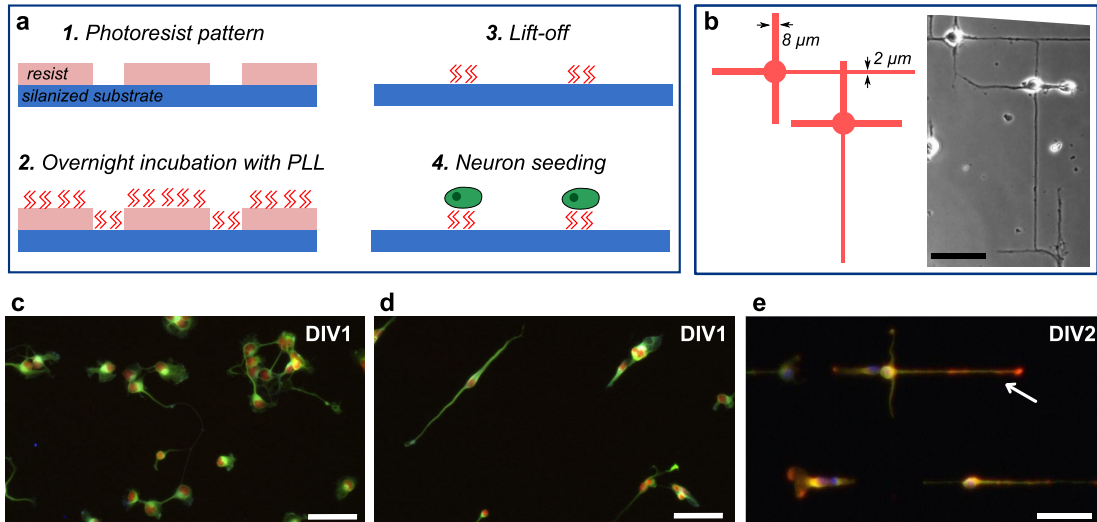 a
1. Photoresist pattern
resist
silanized substrate
2. Overnight incubation with PLL
3. Lift-off
4. Neuron seeding
b
8 µm
2 µm
c
DIV1
d
DIV1
e
DIV2